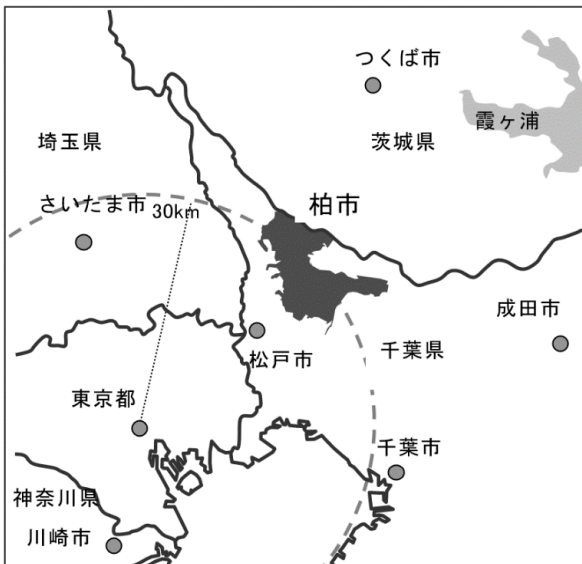 つくば市
霞ヶ浦
埼玉県
茨城県
さいたま市
30km
柏市
成田市
千葉県
松戸市
東京都
千葉市
神奈川県
川崎市